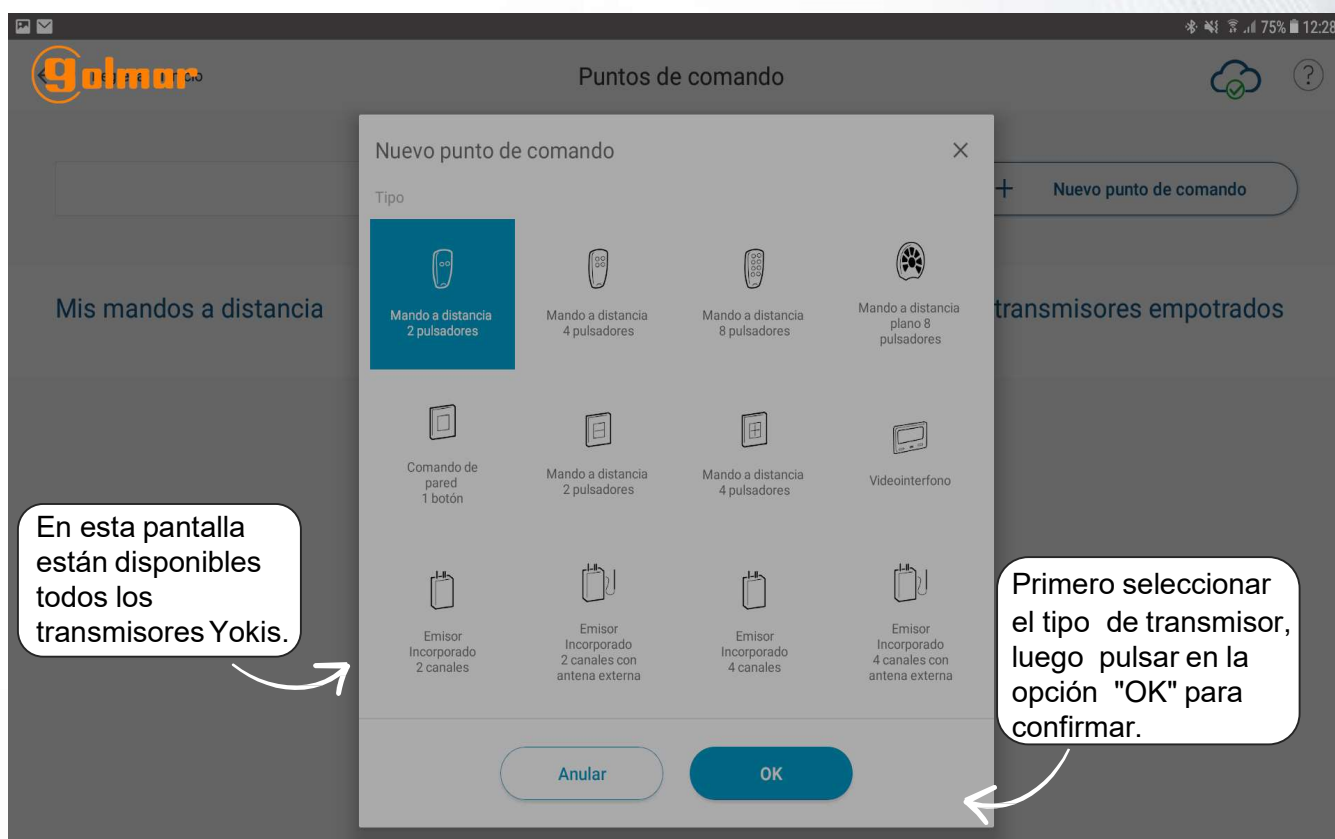 75% 12:28
golmar
Puntos de comando
?
Nuevo punto de comando
Tipo
+ Nuevo punto de comando
Mando a distancia
2 pulsadores
Mando a distancia
4 pulsadores
Mando a distancia
8 pulsadores
Mando a distancia
plano 8
pulsadores
Mis mandos a distancia
transmisores empotrados
Comando de
pared
1 botón
Mando a distancia
2 pulsadores
Mando a distancia
4 pulsadores
Videointerfono
En esta pantalla
están disponibles
todos los
transmisores Yokis.
Emisor
Incorporado
2 canales
Emisor
Incorporado
2 canales con
antena externa
Emisor
Incorporado
4 canales
Emisor
Incorporado
4 canales con
antena externa
Primero seleccionar
el tipo de transmisor,
luego pulsar en la
opción "OK" para
confirmar.
Anular
OK